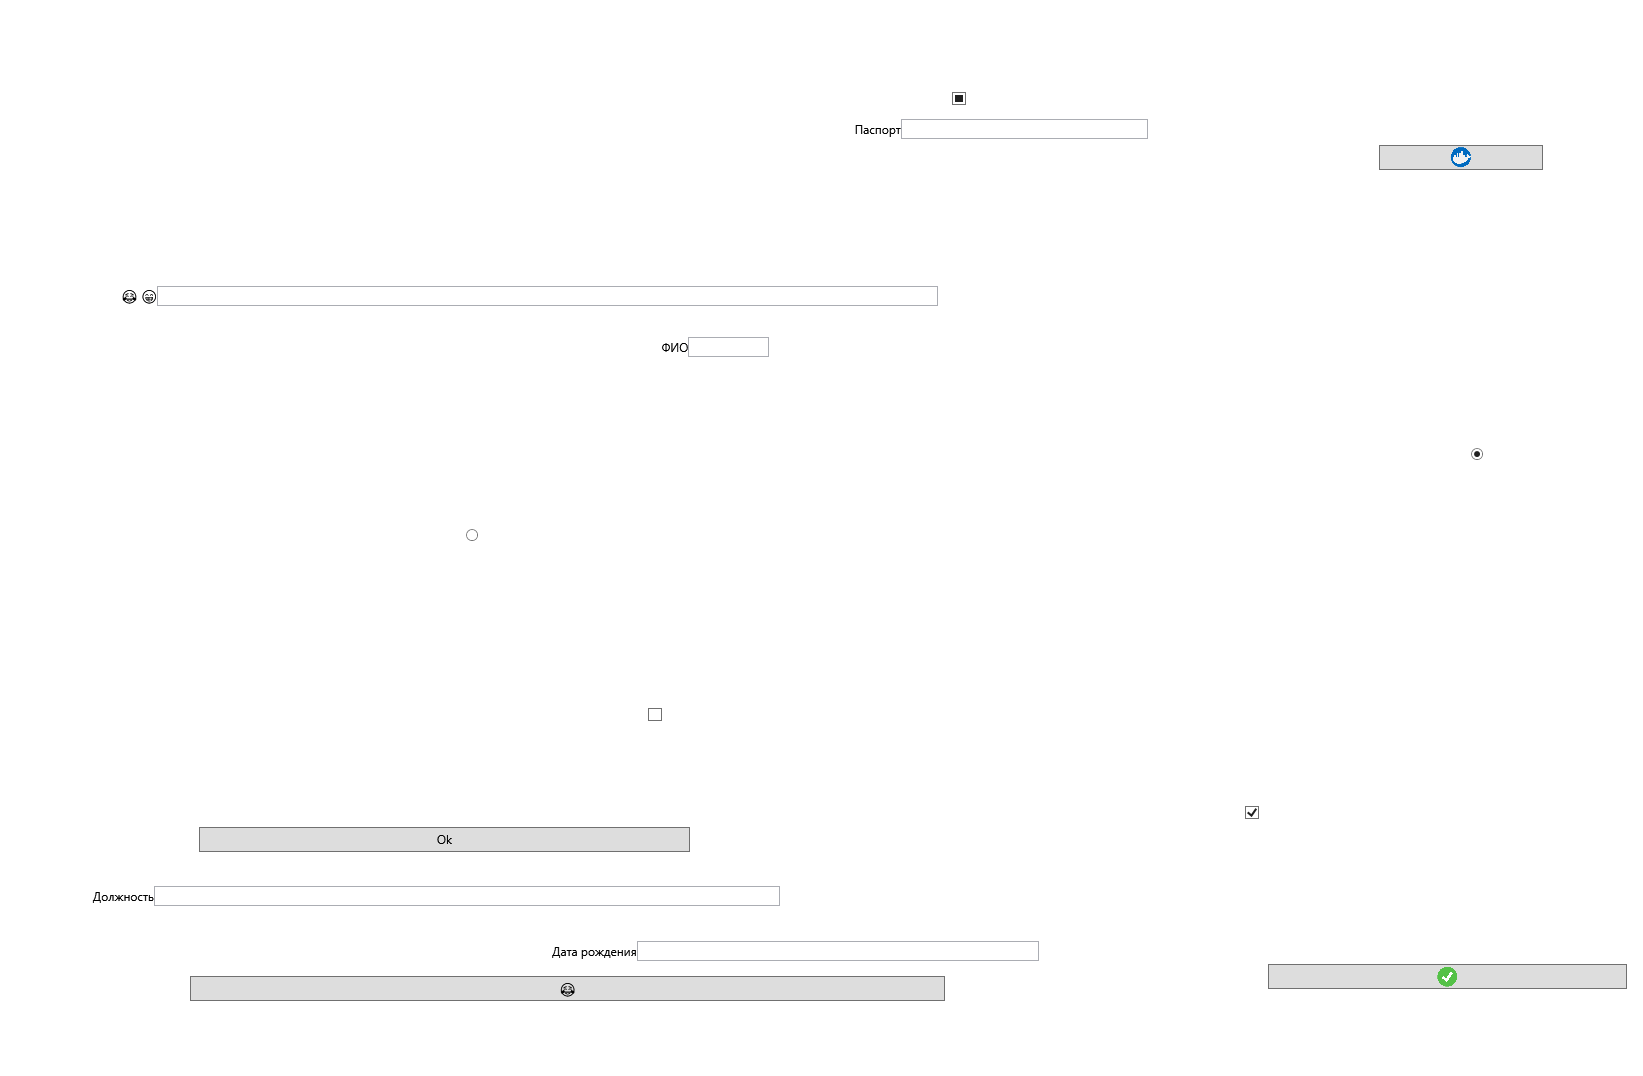 Паспорт
😂 😁
ФИО
Ok
Должность
Дата рождения
😂